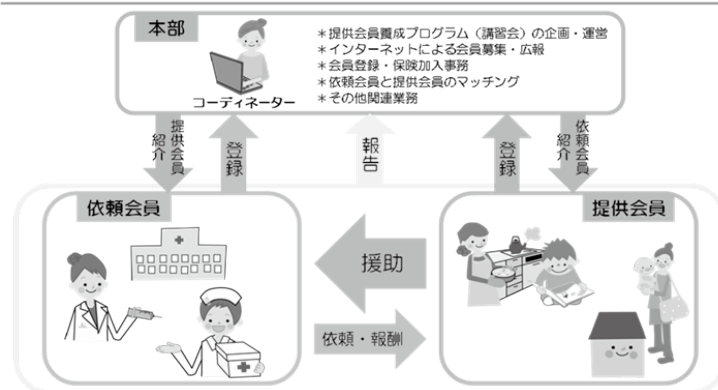 本部
コーディネーター
＊提供会員養成プログラム（講習会）の企画・運営
＊インターネットによる会員募集・広報
＊会員登録・保険加入事務
＊依頼会員と提供会員のマッチング
＊その他関連業務
提供会員
紹介
登録
報告
登録
依頼会員
紹介
依頼会員
提供会員
援助
依頼・報酬